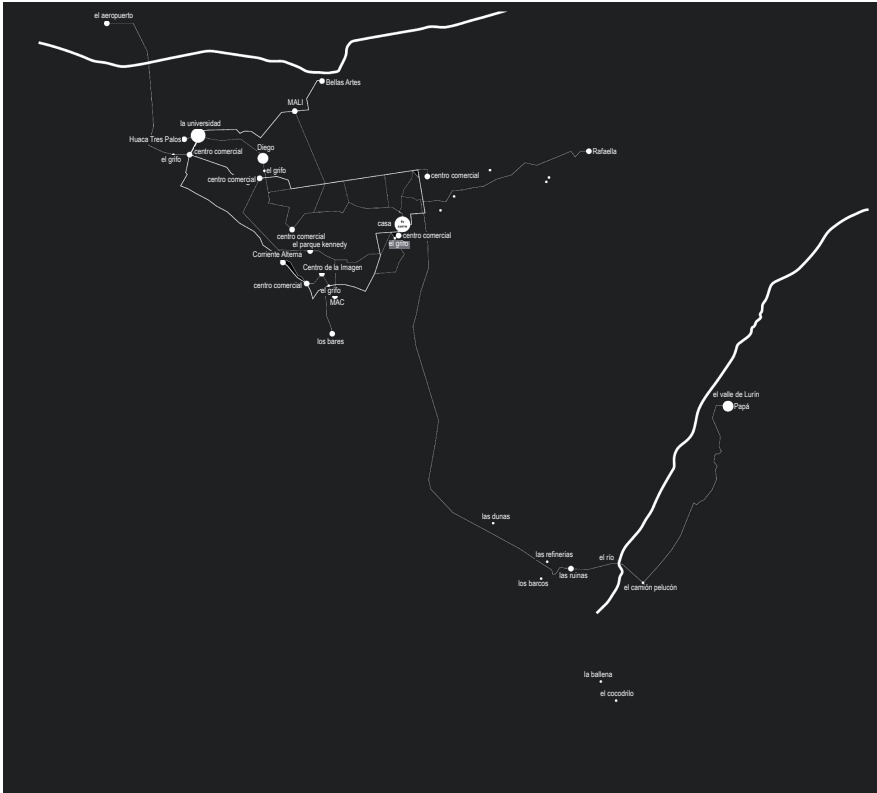 el aeropuerto
Bellas Artes
MALI
la universidad
Huaca Tres Palos
centro comercial
el grifo
Diego
el grifo
centro comercial
Rafaella
centro comercial
casa
centro comercial
el grifo
centro comercial
el parque kennedy
Corriente Alterna
Centro de la Imagen
centro comercial
el grifo
MAC
los bares
el valle de Lurín
Papá
las dunas
las refinerias
el río
las ruinas
los barcos
el camión pelucón
la ballena
el cocodrilo